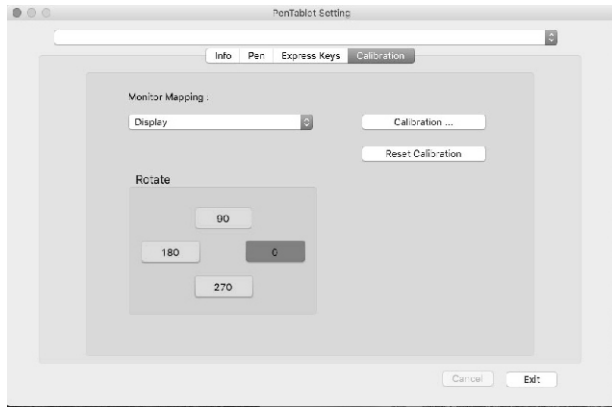 PenTablet Setting
Info Pen Express Keys Calibration
Monitor Mapping :
Display Calibration ...
Reset Calibration
Rotate
90
180 0
270
Cancel Exit